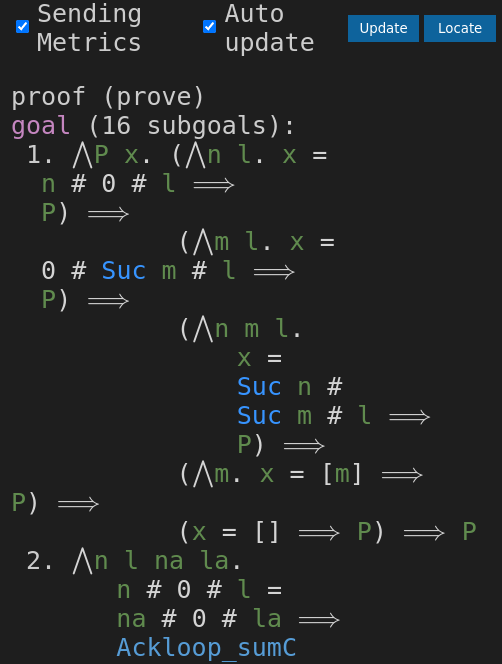 Sending Metrics
Auto update
Update
Locate
proof (prove)
goal (16 subgoals):
1. ⋀P x. (⋀n l. x =
n # 0 # l ⟹
P) ⟹
(⋀m l. x =
0 # Suc m # l ⟹
P) ⟹
(⋀n m l.
x =
Suc n #
Suc m # l ⟹
P) ⟹
(⋀m. x = [m] ⟹
P) ⟹
(x = [] ⟹ P) ⟹ P
2. ⋀n l na la.
n # 0 # l =
na # 0 # la ⟹
Ackloop_sumC